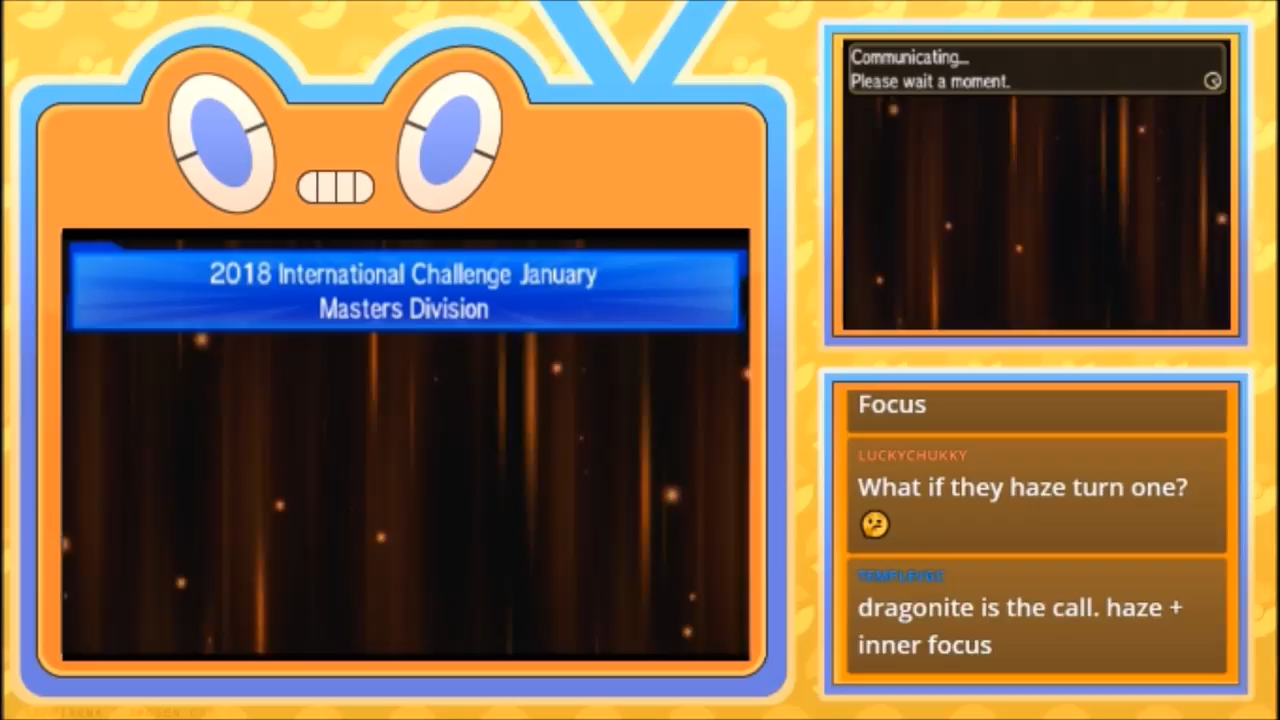 2018 International Challenge January
Masters Division
Communicating...
Please wait a moment.
Focus
LUCKYCHUKKY
What if they haze turn one?
🤔
dragonite is the call. haze +
inner focus